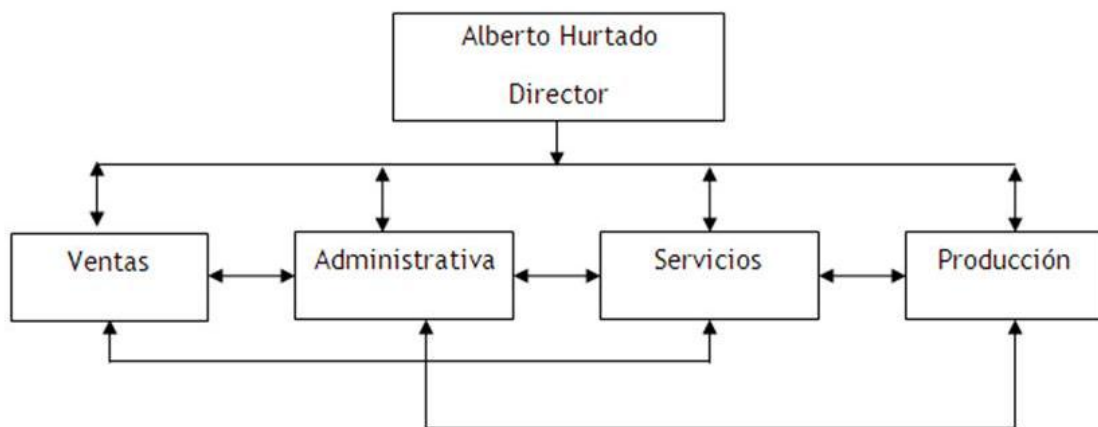 Alberto Hurtado
Director
Ventas
Administrativa
Servicios
Producción